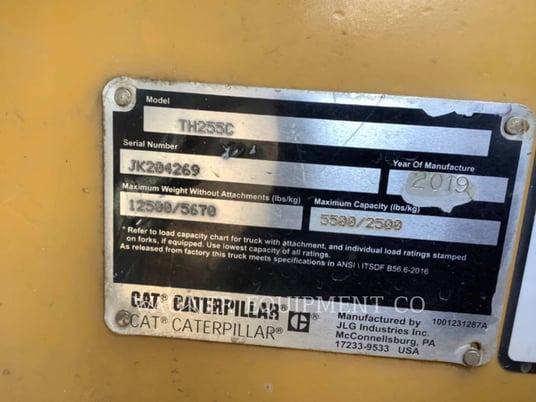 Model
TH255C
Serial Number
JK204269
Year Of Manufacture
2019
Maximum Weight Without Attachments (lbs/kg)
12500/5670
Maximum Capacity (lbs/kg)
5500/2500
* Refer to load capacity chart for truck with attachment, and individual load ratings stamped
on forks, if equipped. Use lowest capacity of all ratings.
As released from factory this truck meets specifications in ANSI \ ITSDF B56.6-2016
EQUIPMENT CO
CAT CATERPILLAR® C
CAT® CATERPILLAR®
Manufactured by
JLG Industries Inc.
McConnellsburg, PA
17233-9533 USA
1001231287A